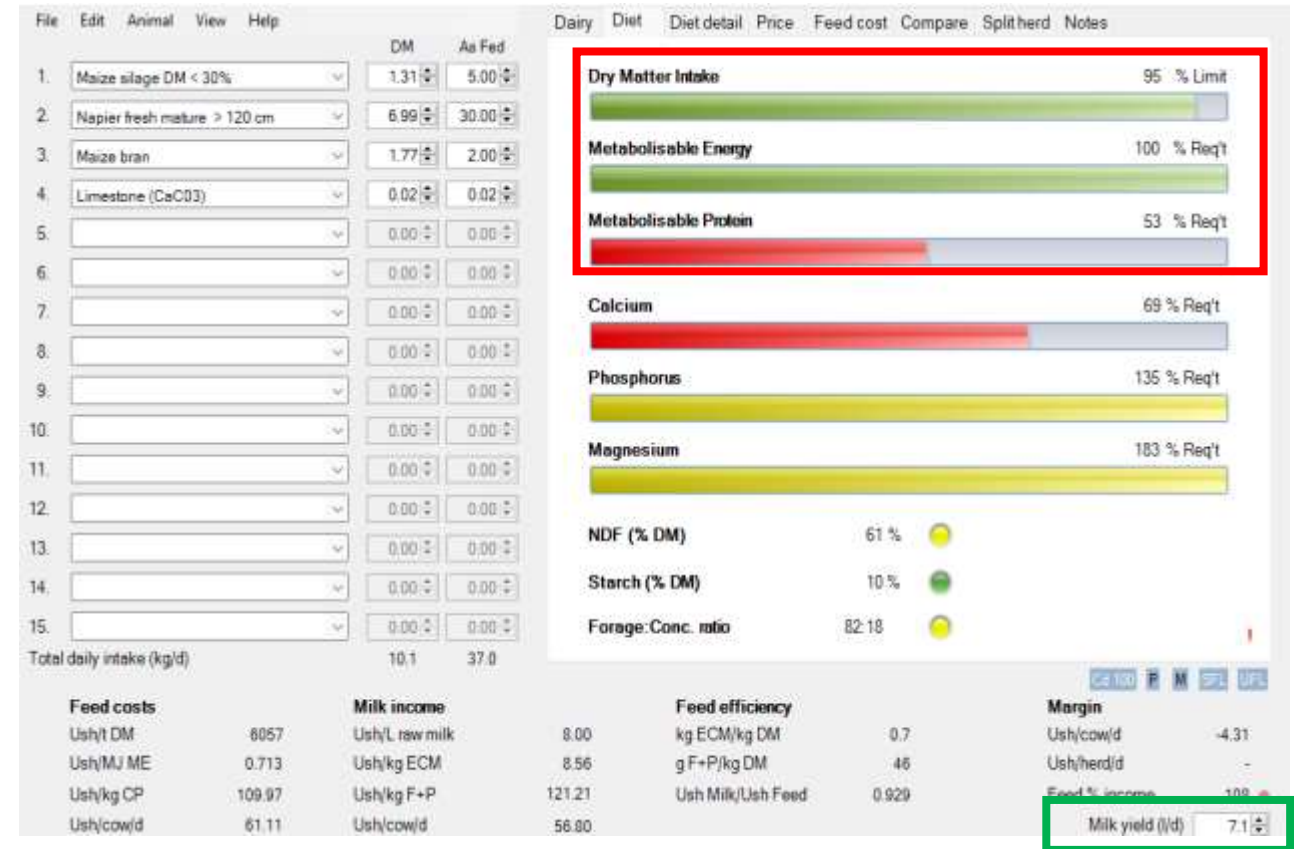 File Edit Animal View Help
DM As Fed
1. Maize silage DM < 30% 1.31 5.00
2. Napier fresh mature > 120 cm 6.99 30.00
3. Maize bran 1.77 2.00
4. Limestone (CaC03) 0.02 0.02
5. 0.00 0.00
6. 0.00 0.00
7. 0.00 0.00
8. 0.00 0.00
9. 0.00 0.00
10. 0.00 0.00
11. 0.00 0.00
12. 0.00 0.00
13. 0.00 0.00
14. 0.00 0.00
15. 0.00 0.00
Total daily intake (kg/d) 10.1 37.0
Dairy Diet Diet detail Price Feed cost Compare Split herd Notes
Dry Matter Intake 95 % Limit
Metabolisable Energy 100 % Req't
Metabolisable Protein 53 % Req't
Calcium 69 % Req't
Phosphorus 135 % Req't
Magnesium 183 % Req't
NDF (% DM) 61 %
Starch (% DM) 10 %
Forage:Conc. ratio 82:18
!
P M UFL
Feed costs
Ush/t DM 6057
Ush/MJ ME 0.713
Ush/kg CP 109.97
Ush/cow/d 61.11
Milk income
Ush/L raw milk 8.00
Ush/kg ECM 8.56
Ush/kg F+P 121.21
Ush/cow/d 56.80
Feed efficiency
kg ECM/kg DM 0.7
g F+P/kg DM 46
Ush Milk/Ush Feed 0.929
Margin
Ush/cow/d -4.31
Ush/herd/d -
Feed % income 108
Milk yield (l/d) 7.1